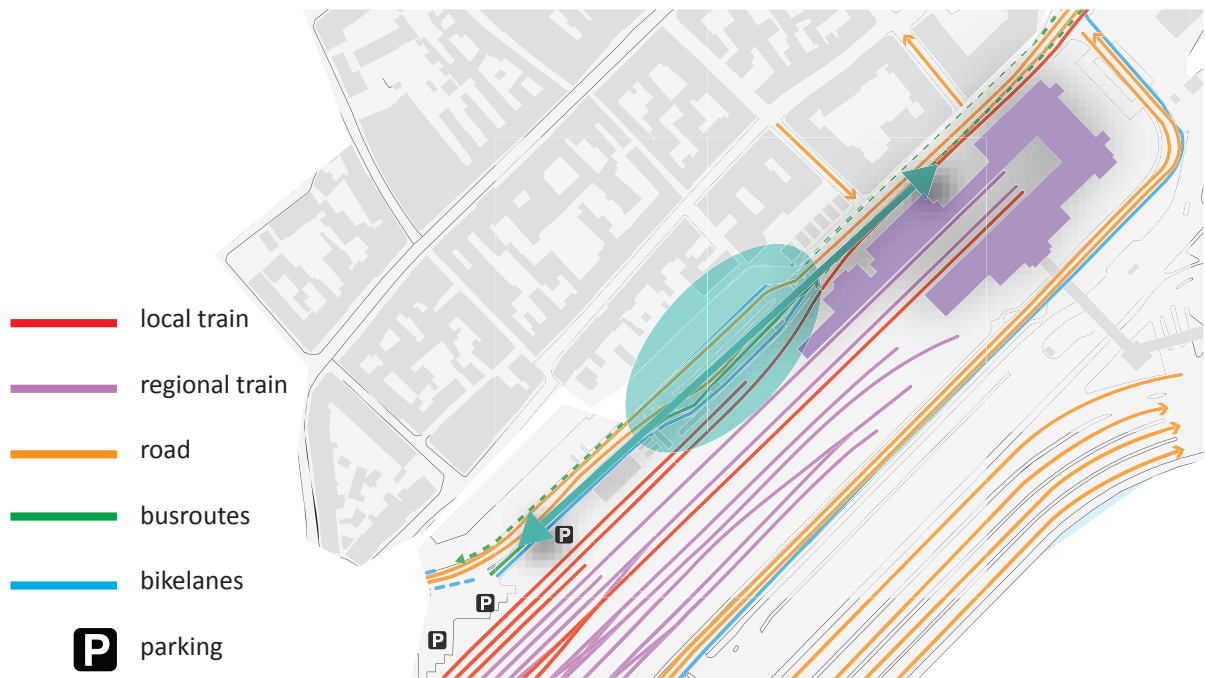 local train
regional train
road
busroutes
bikelanes
P parking
P
P
P